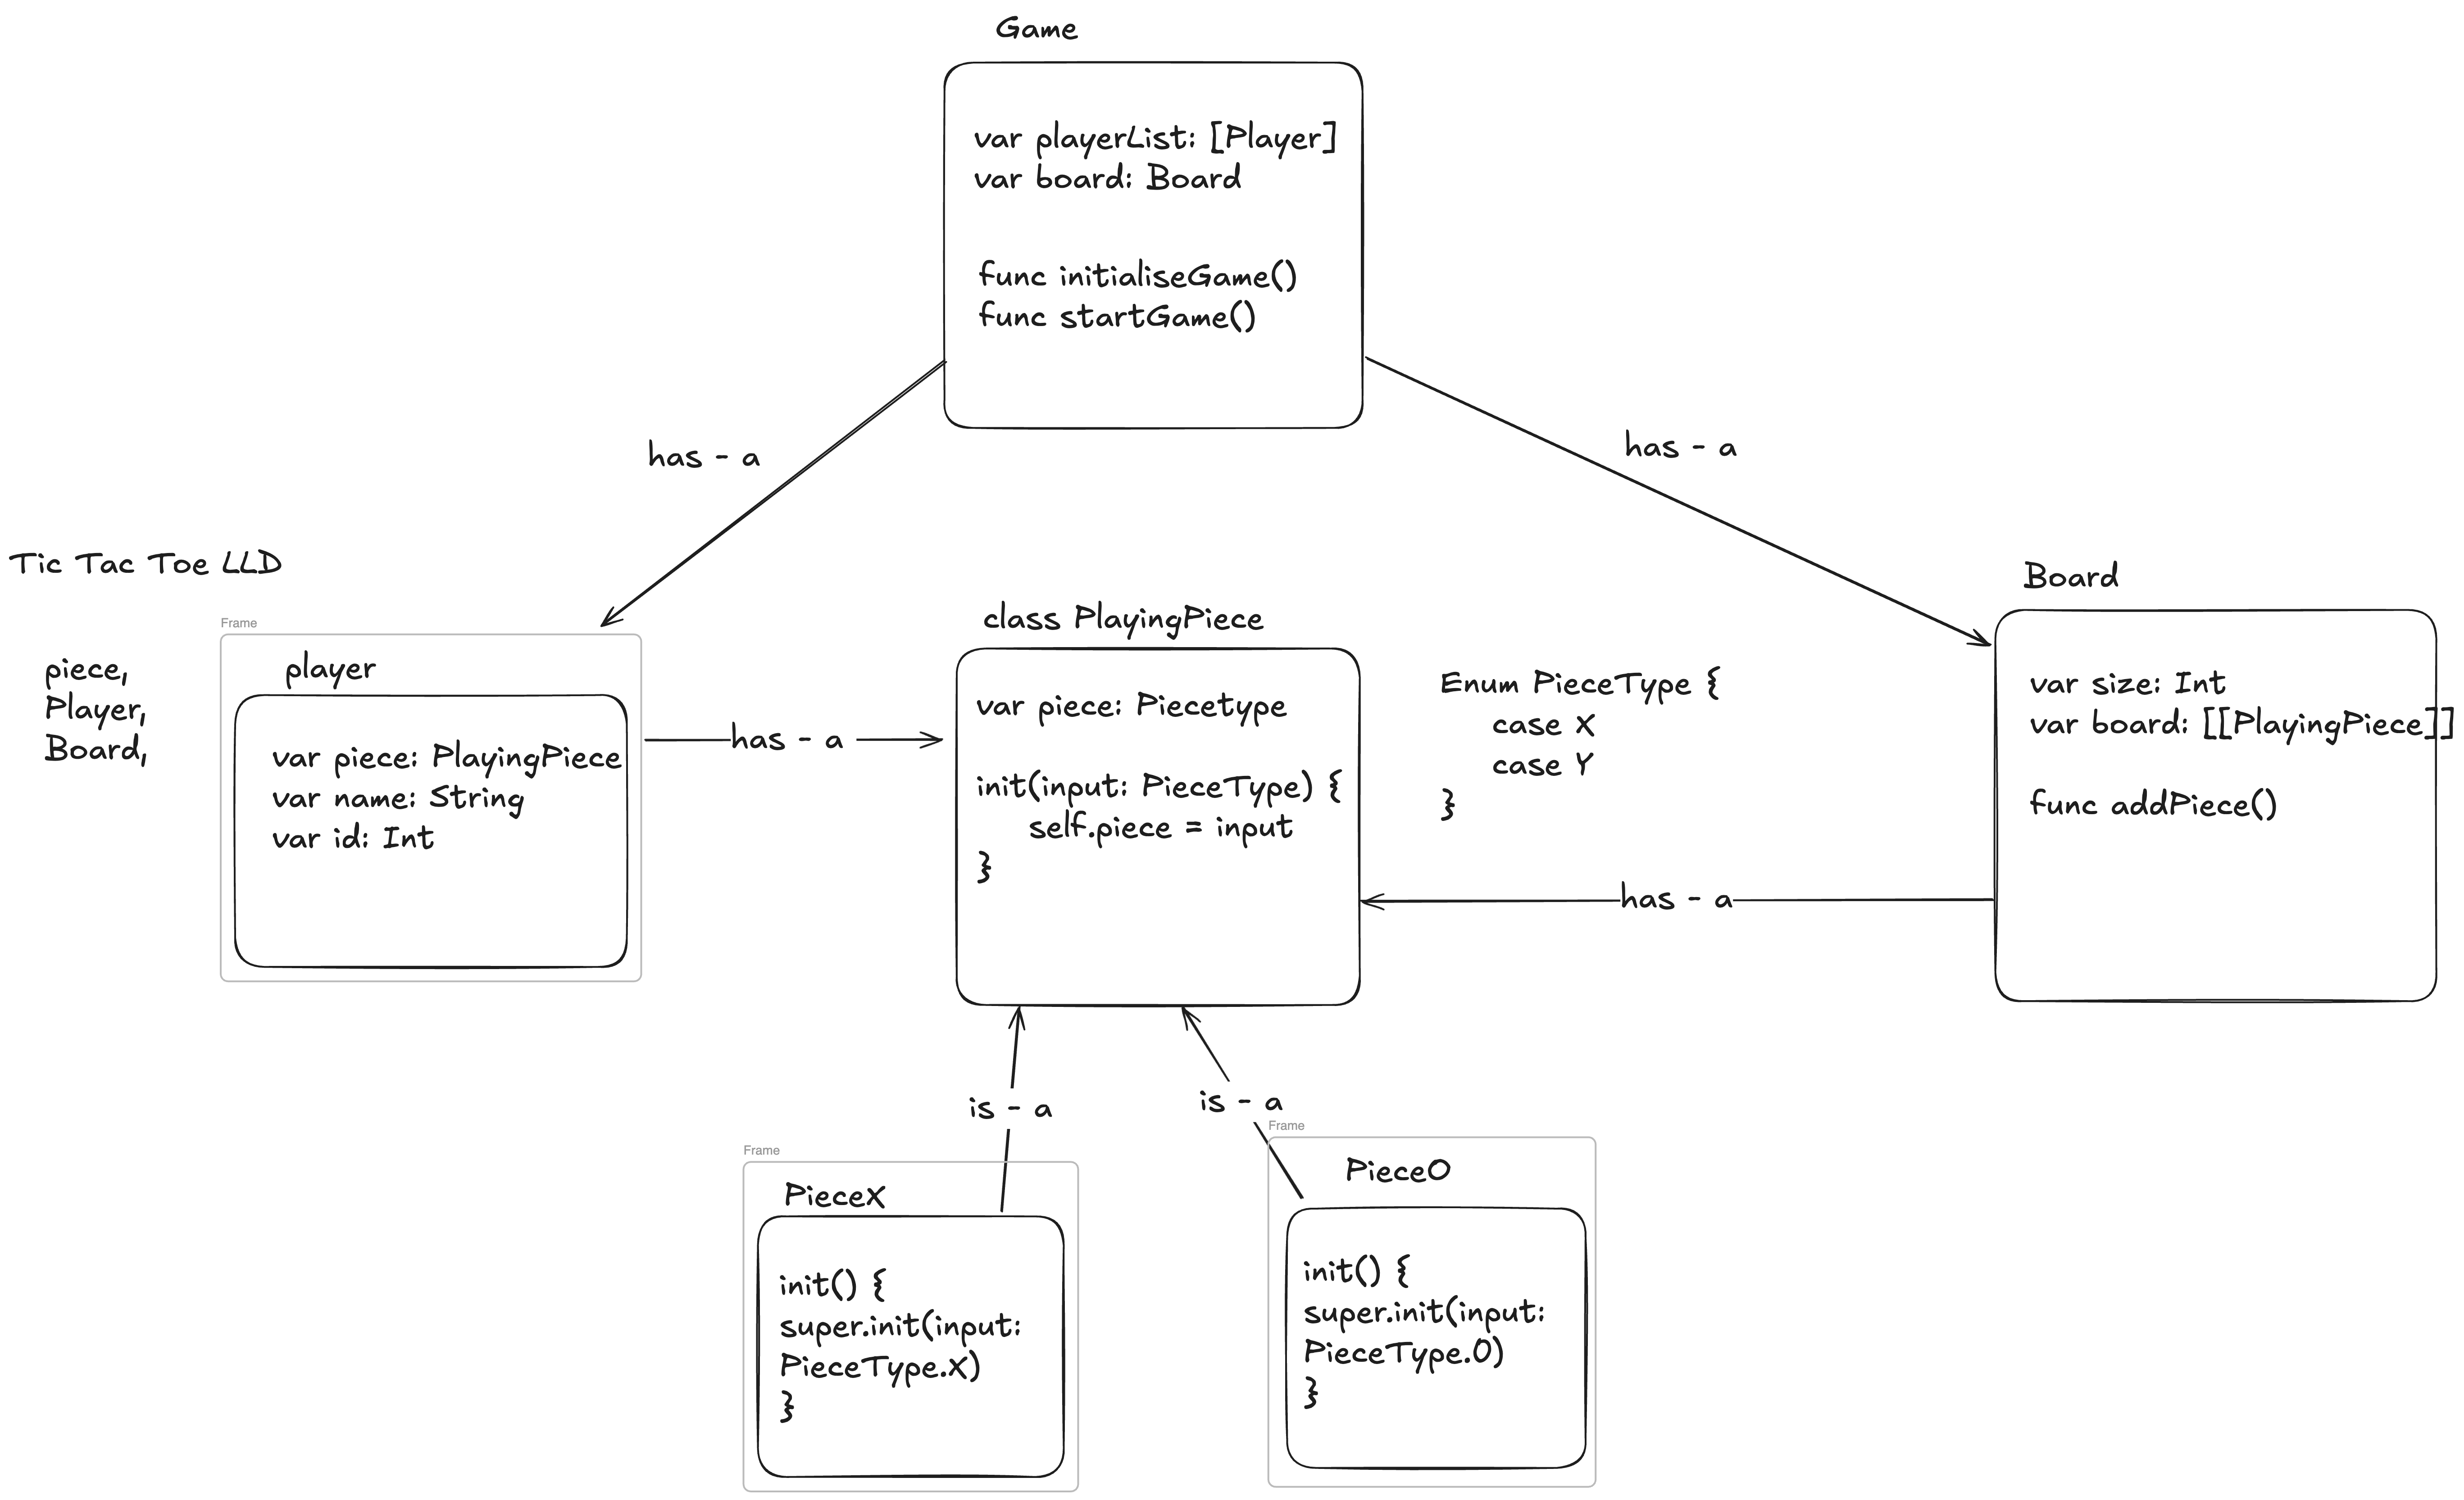 Game
var playerList: [Player]
var board: Board
func initialiseGame()
func startGame()
has - a
has - a
Tic Tac Toe LLD
piece,
Player,
Board,
Frame
player
var piece: PlayingPiece
var name: String
var id: Int
has - a
class PlayingPiece
var piece: Piecetype
init(input: PieceType) {
self.piece = input
}
Enum PieceType {
case X
case Y
}
Board
var size: Int
var board: [[PlayingPiece]]
func addPiece()
has - a
is - a
is - a
Frame
PieceX
init() {
super.init(input:
PieceType.X)
}
Frame
PieceO
init() {
super.init(input:
PieceType.O)
}